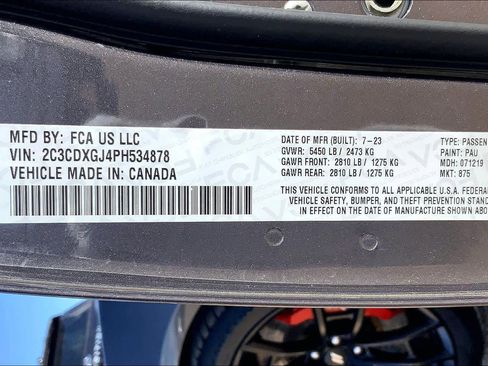 MFD BY: FCA US LLC
VIN: 2C3CDXGJ4PH534878
VEHICLE MADE IN: CANADA
DATE OF MFR (BUILT): 7-23
GVWR: 5450 LB / 2473 KG
GAWR FRONT: 2810 LB / 1275 KG
GAWR REAR: 2810 LB / 1275 KG
TYPE: PASSEN
PAINT: PAU
MDH: 071219
MKT: 875
THIS VEHICLE CONFORMS TO ALL APPLICABLE U.S.A. FEDERAL
VEHICLE SAFETY, BUMPER, AND THEFT PREVENTION STAND
IN EFFECT ON THE DATE OF MANUFACTURE SHOWN ABO